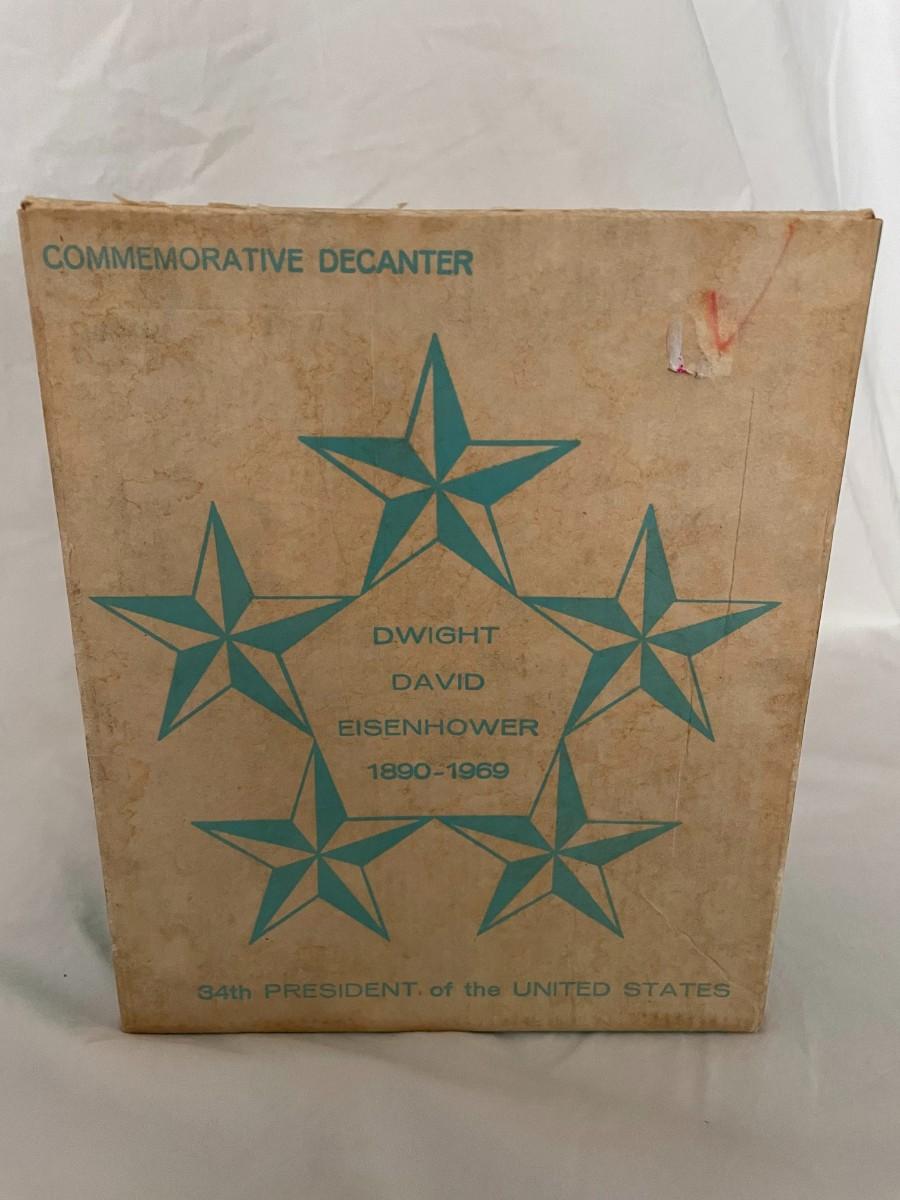 COMMEMORATIVE DECANTER
DWIGHT
DAVID
EISENHOWER
1890-1969
34th PRESIDENT of the UNITED STATES